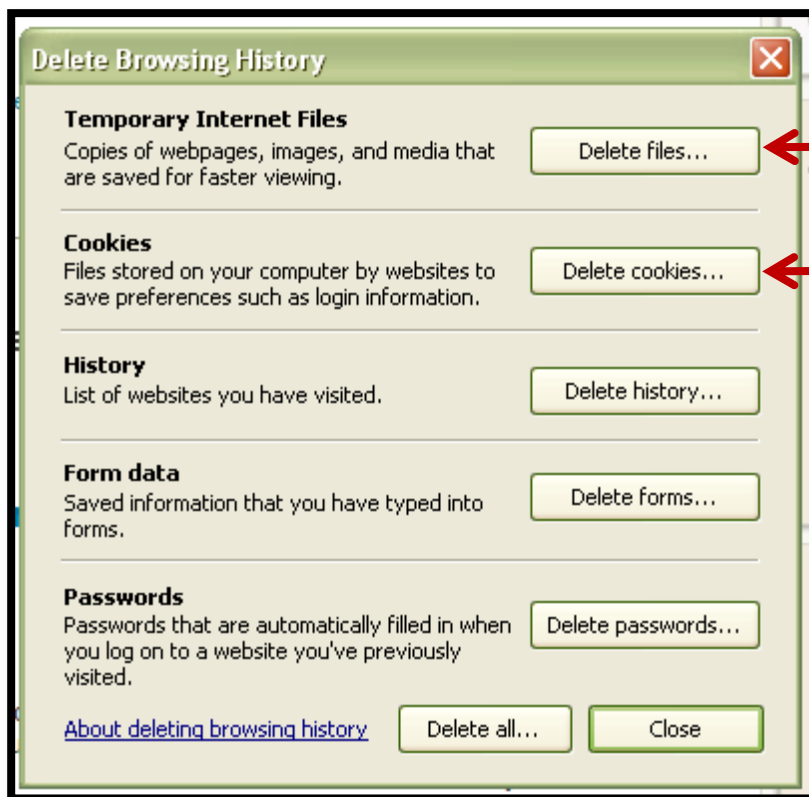 Delete Browsing History
Temporary Internet Files
Copies of webpages, images, and media that
are saved for faster viewing.
Delete files...
Cookies
Files stored on your computer by websites to
save preferences such as login information.
Delete cookies...
History
List of websites you have visited.
Delete history...
Form data
Saved information that you have typed into
forms.
Delete forms...
Passwords
Passwords that are automatically filled in when
you log on to a website you've previously
visited.
Delete passwords...
About deleting browsing history
Delete all...
Close